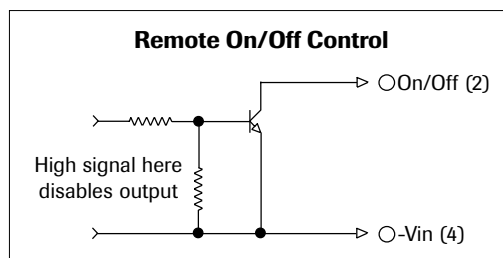 Remote On/Off Control
On/Off (2)
High signal here
disables output
-Vin (4)